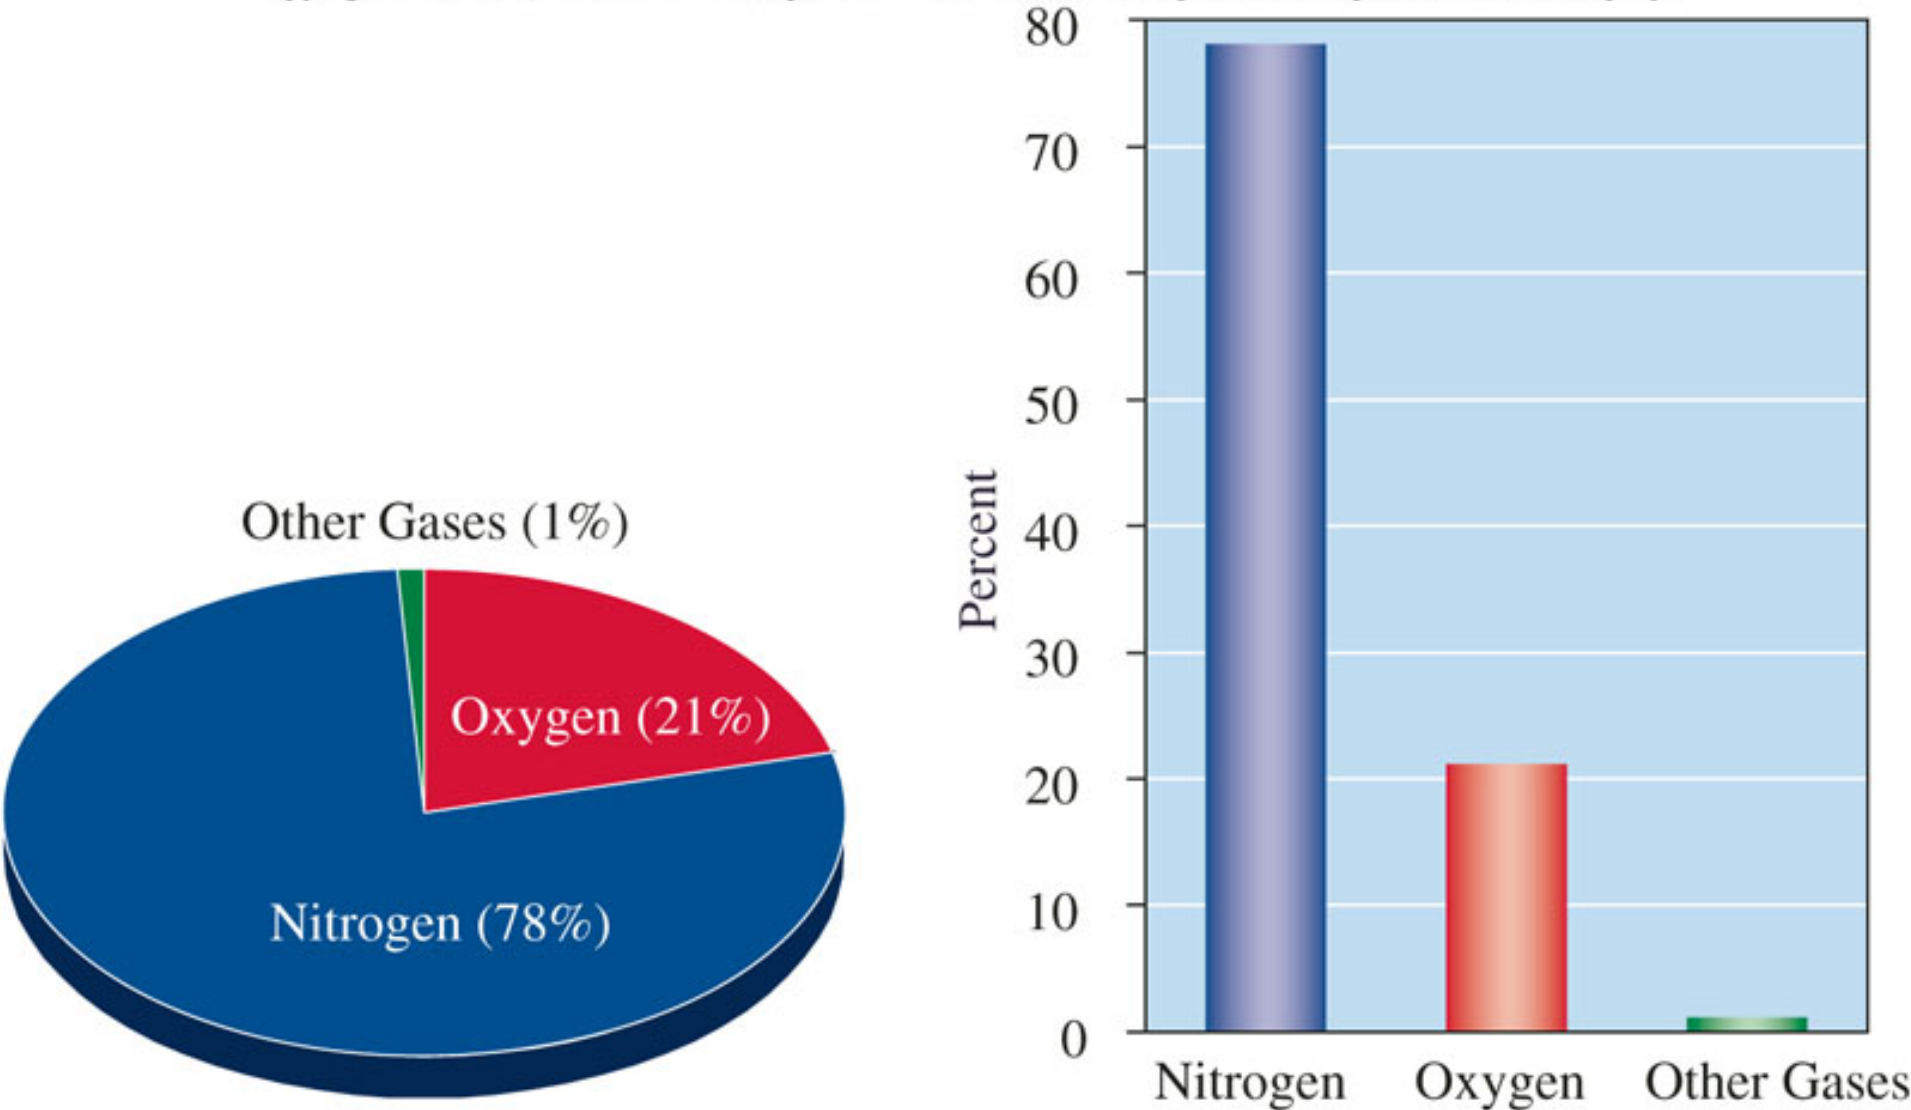 Other Gases (1%)
Oxygen (21%)
Nitrogen (78%)
Percent
80
70
60
50
40
30
20
10
0
Nitrogen
Oxygen
Other Gases